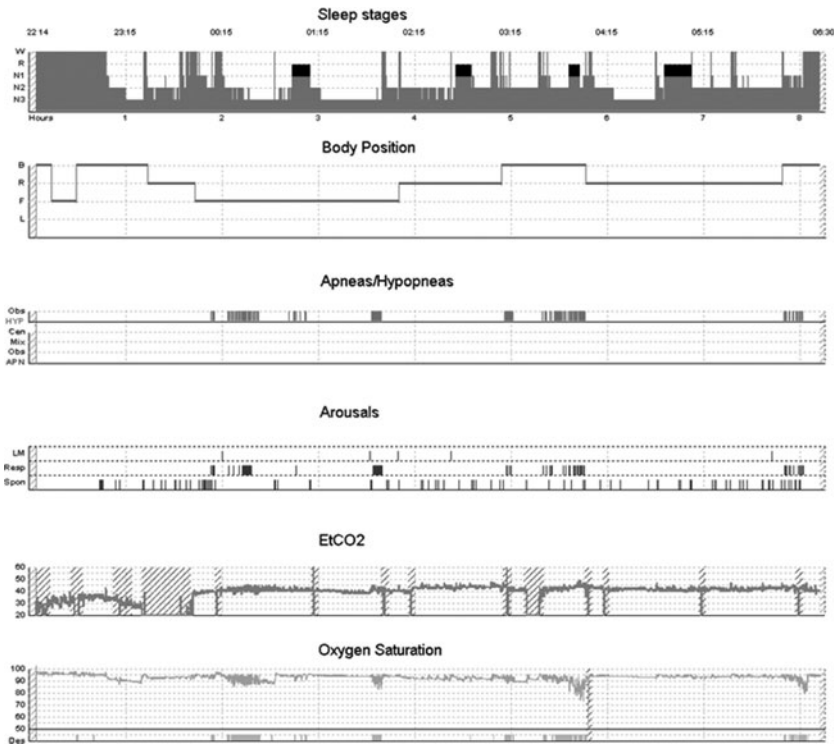 Sleep stages
22:14 23:15 00:15 01:15 02:15 03:15 04:15 05:15 06:30
W
R
N1
N2
N3
Hours 1 2 3 4 5 6 7 8
Body Position
B
R
F
L
Apneas/Hypopneas
Obs
HYP
Cen
Mix
Obs
APN
Arousals
LM
Resp
Spon
EtCO2
60
50
40
30
20
Oxygen Saturation
100
90
80
70
60
50
Des